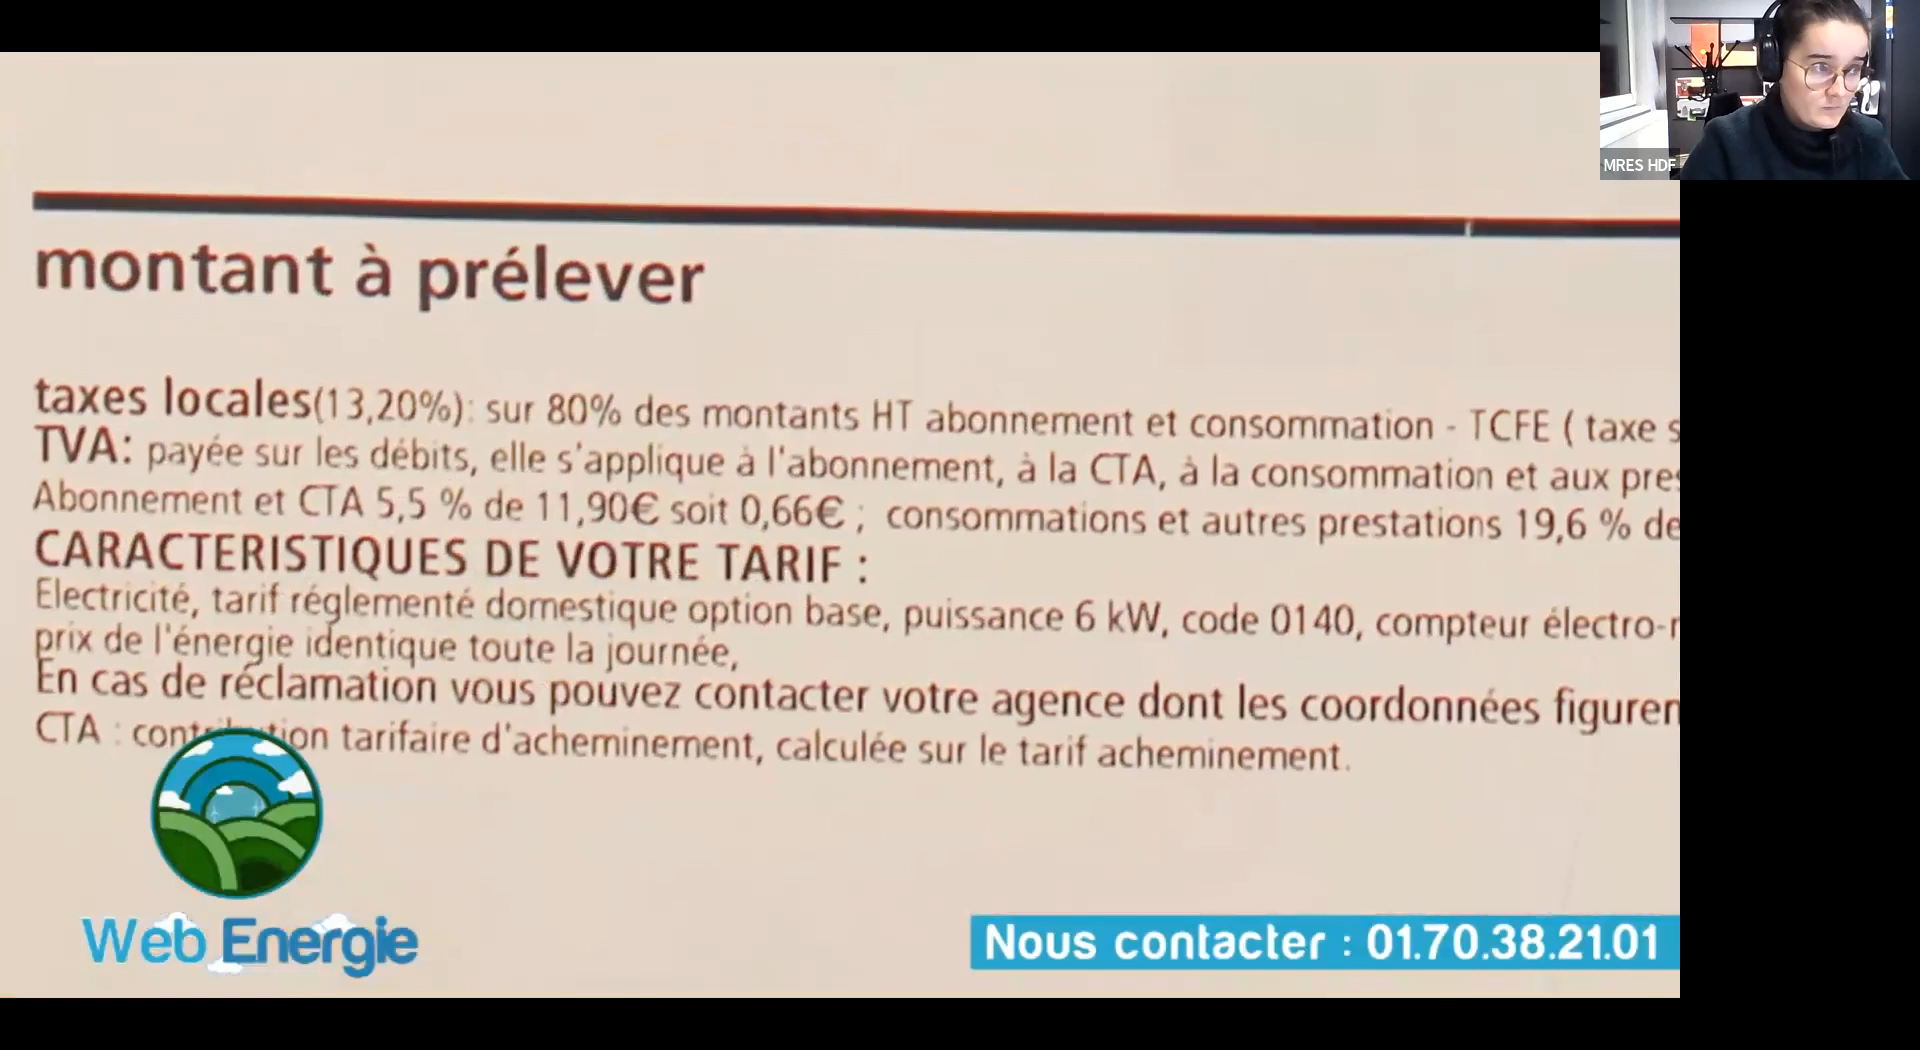 MRES HDF
montant à prélever
taxes locales(13,20%): sur 80% des montants HT abonnement et consommation - TCFE ( taxe s
TVA: payée sur les débits, elle s'applique à l'abonnement, à la CTA, à la consommation et aux pres
Abonnement et CTA 5,5 % de 11,90€ soit 0,66€ ; consommations et autres prestations 19,6 % de
CARACTERISTIQUES DE VOTRE TARIF :
Electricité, tarif réglementé domestique option base, puissance 6 kW, code 0140, compteur électro-
prix de l'énergie identique toute la journée,
En cas de réclamation vous pouvez contacter votre agence dont les coordonnées figuren
CTA : contribution tarifaire d'acheminement, calculée sur le tarif acheminement.
Web Energie
Nous contacter : 01.70.38.21.01